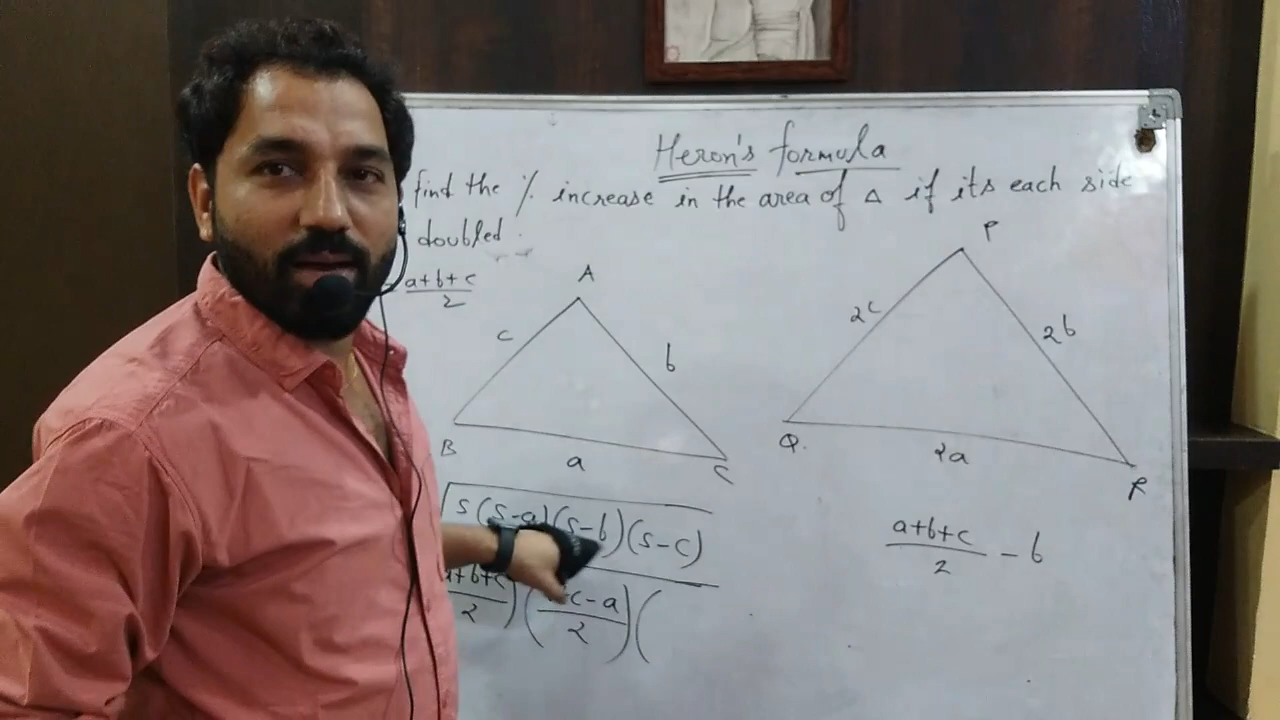 Heron's formula
find the % increase in the area of △ if its each side
doubled.
a+b+c
2
A
c
b
B
a
C
P
2c
2b
Q.
2a
R
√s(s-a)(s-b)(s-c)
a+b+c/2) (c-a/2) (
a+b+c/2 - b